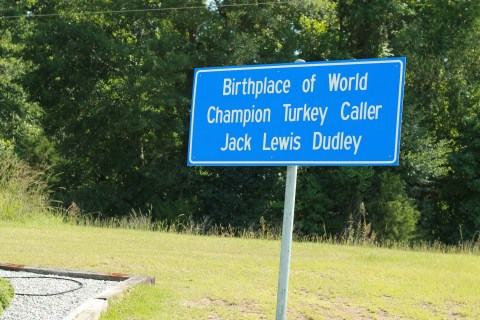 Birthplace of World
Champion Turkey Caller
Jack Lewis Dudley